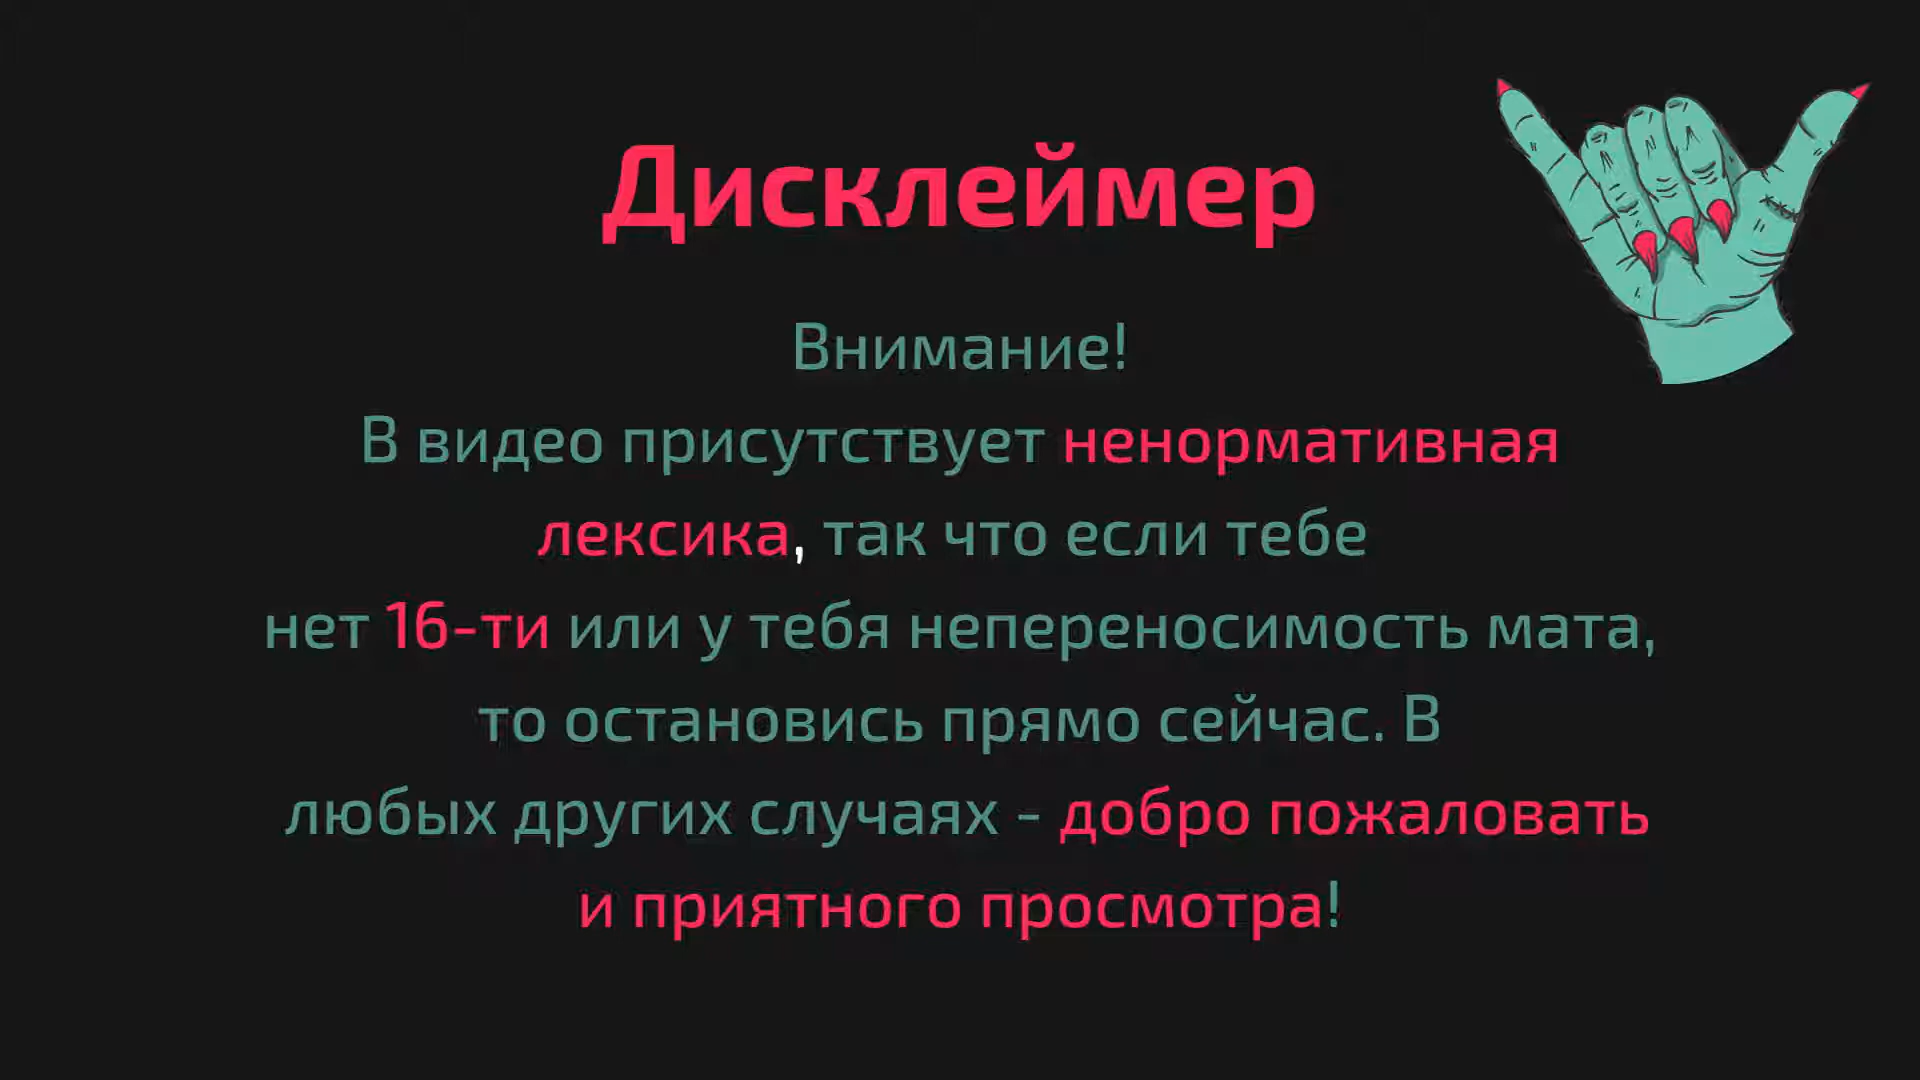 Дисклеймер
Внимание!
В видео присутствует ненормативная
лексика, так что если тебе
нет 16-ти или у тебя непереносимость мата,
то остановись прямо сейчас. В
любых других случаях - добро пожаловать
и приятного просмотра!